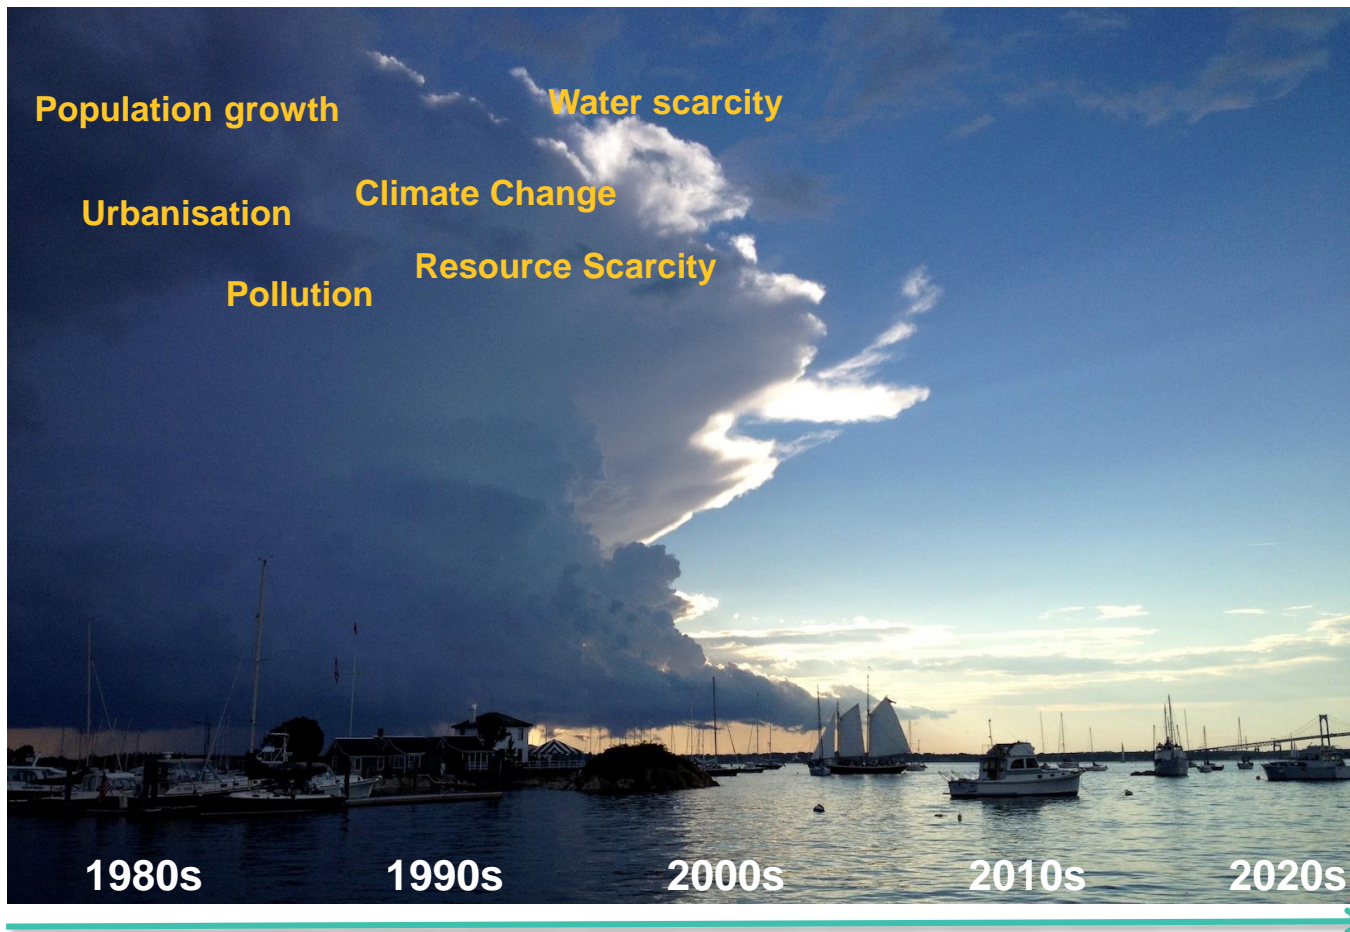 Population growth
Water scarcity
Climate Change
Urbanisation
Resource Scarcity
Pollution
1980s
1990s
2000s
2010s
2020s